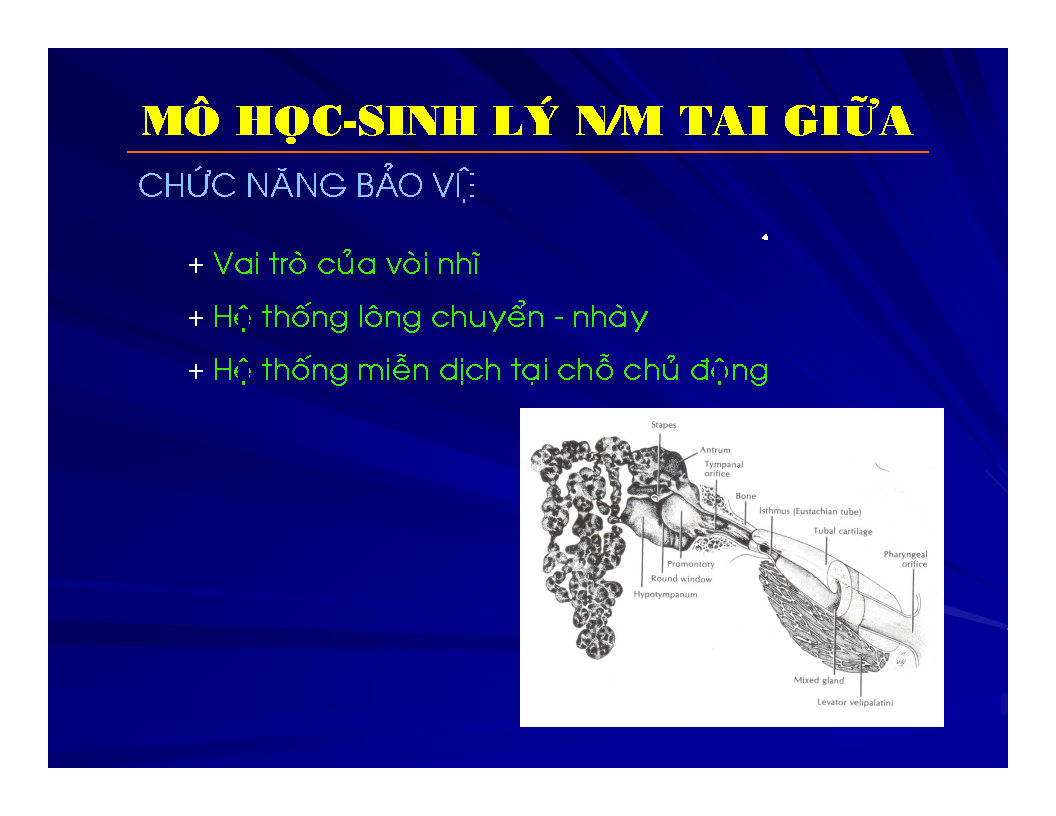 MÔ HỌC-SINH LÝ N/M TAI GIỮA
CHỨC NĂNG BẢO VỆ:
+ Vai trò của vòi nhĩ
+ Hệ thống lông chuyển - nhày
+ Hệ thống miễn dịch tại chỗ chủ động
Stapes
Antrum
Tympanal
orifice
Bone
Isthmus (Eustachian tube)
Tubal cartilage
Pharyngeal
orifice
Promontory
Round window
Hypotympanum
Mixed gland
Levator velipalatini